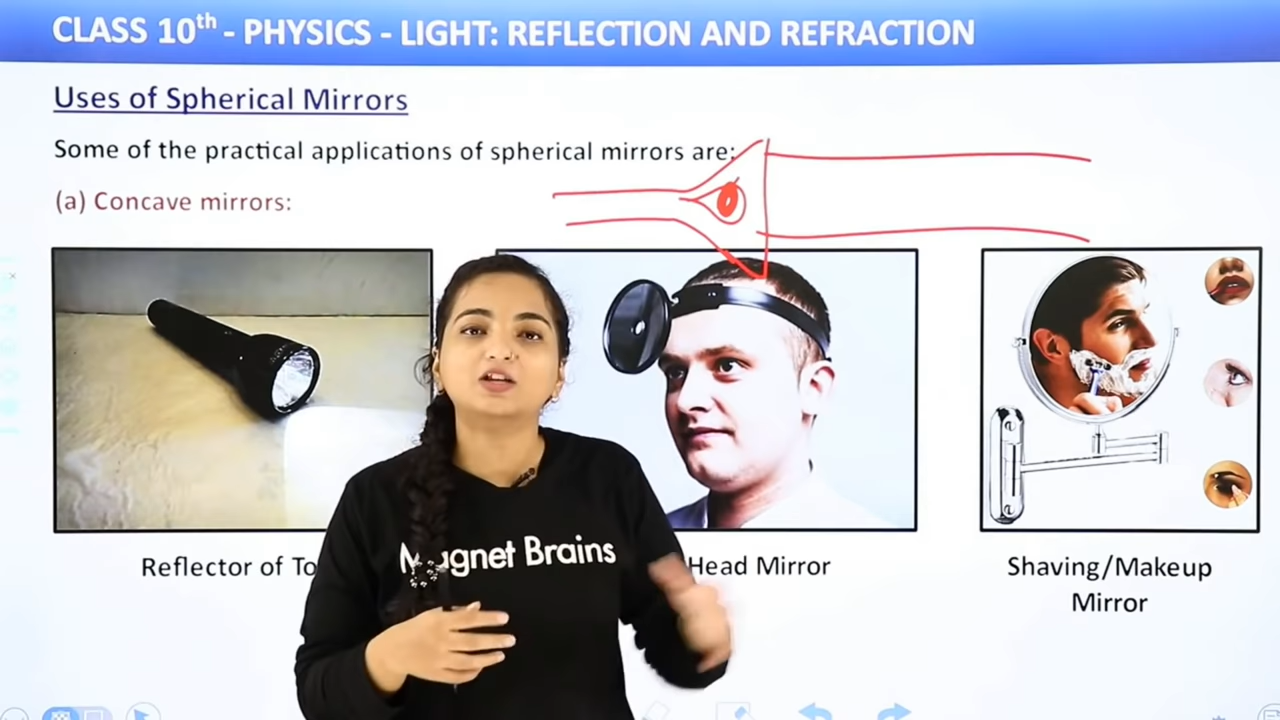 CLASS 10th - PHYSICS - LIGHT: REFLECTION AND REFRACTION
Uses of Spherical Mirrors
Some of the practical applications of spherical mirrors are:
(a) Concave mirrors:
Magnet Brains
Reflector of To
Head Mirror
Shaving/Makeup
Mirror